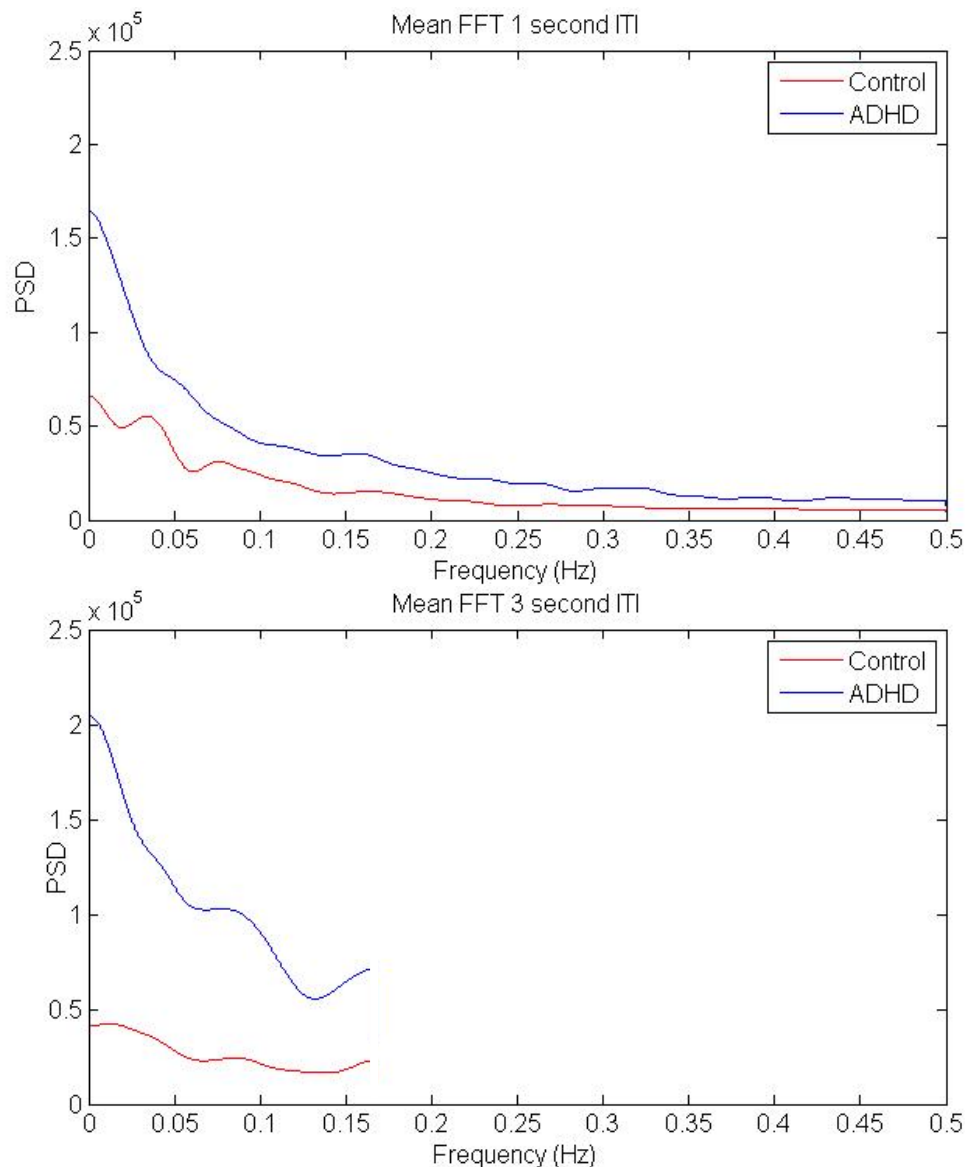 x 10^5
Mean FFT 1 second ITI
2.5
2
1.5
1
0.5
0
PSD
Control
ADHD
0 0.05 0.1 0.15 0.2 0.25 0.3 0.35 0.4 0.45 0.5
Frequency (Hz)
x 10^5
Mean FFT 3 second ITI
2.5
2
1.5
1
0.5
0
PSD
Control
ADHD
0 0.05 0.1 0.15 0.2 0.25 0.3 0.35 0.4 0.45 0.5
Frequency (Hz)